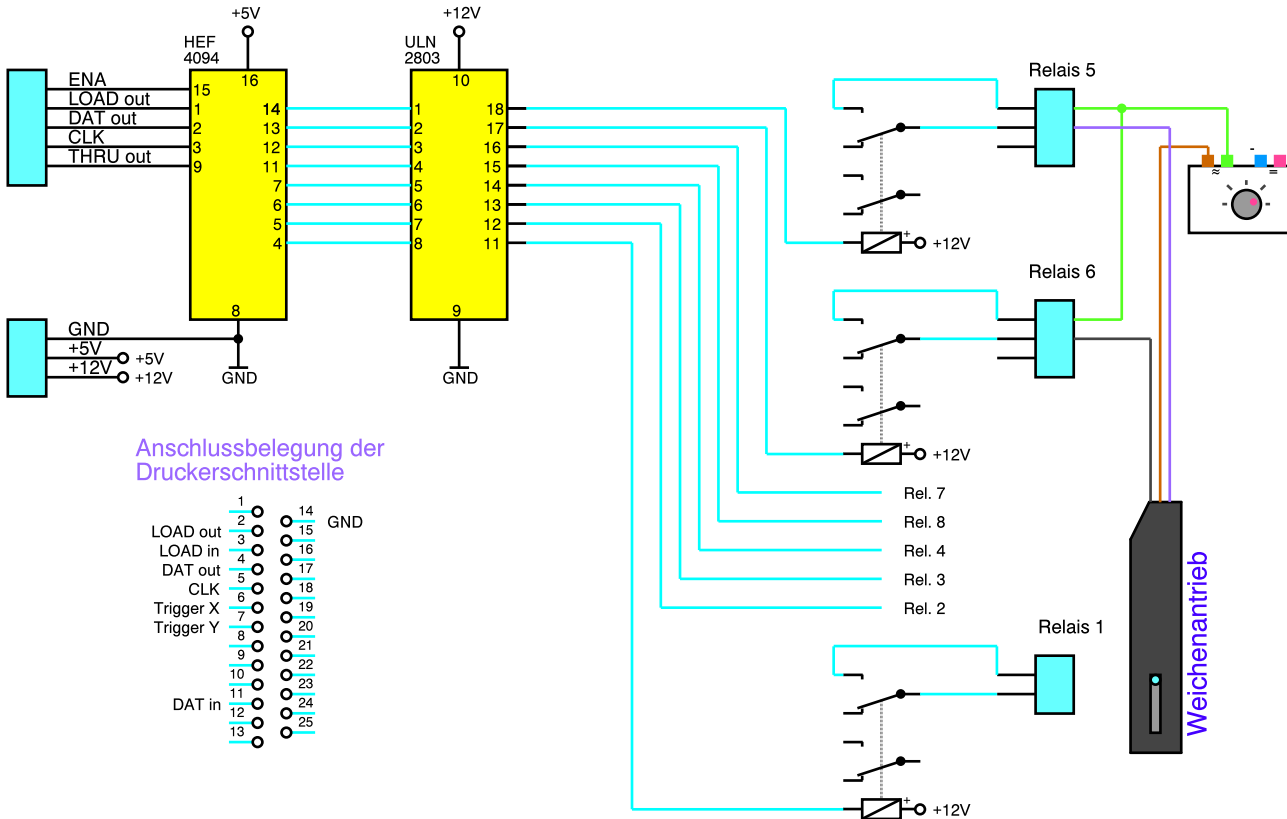 +5V
HEF
4094
16
15
1
2
3
9
14
13
12
11
7
6
5
4
8
ENA
LOAD out
DAT out
CLK
THRU out
GND
+5V
+12V
+5V
+12V
GND
+12V
ULN
2803
10
1
2
3
4
5
6
7
8
18
17
16
15
14
13
12
11
9
GND
Relais 5
+
+12V
Relais 6
+
+12V
Rel. 7
Rel. 8
Rel. 4
Rel. 3
Rel. 2
Relais 1
+
+12V
≈
-
=
Weichenantrieb
Anschlussbelegung der
Druckerschnittstelle
1
LOAD out 2
LOAD in 3
DAT out 4
CLK 5
Trigger X 6
Trigger Y 7
8
9
10
DAT in 11
12
13
14 GND
15
16
17
18
19
20
21
22
23
24
25